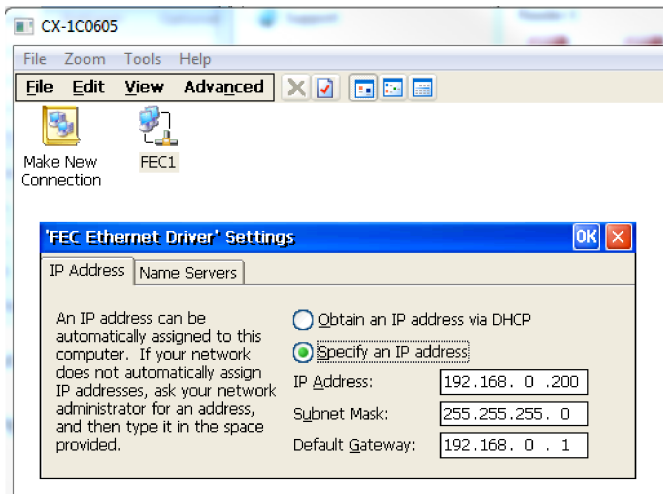 CX-1C0605
File Zoom Tools Help
File Edit View Advanced
Make New
Connection
FEC1
'FEC Ethernet Driver' Settings
OK
IP Address Name Servers
An IP address can be
automatically assigned to this
computer. If your network
does not automatically assign
IP addresses, ask your network
administrator for an address,
and then type it in the space
provided.
Obtain an IP address via DHCP
Specify an IP address
IP Address: 192.168. 0 .200
Subnet Mask: 255.255.255. 0
Default Gateway: 192.168. 0 . 1